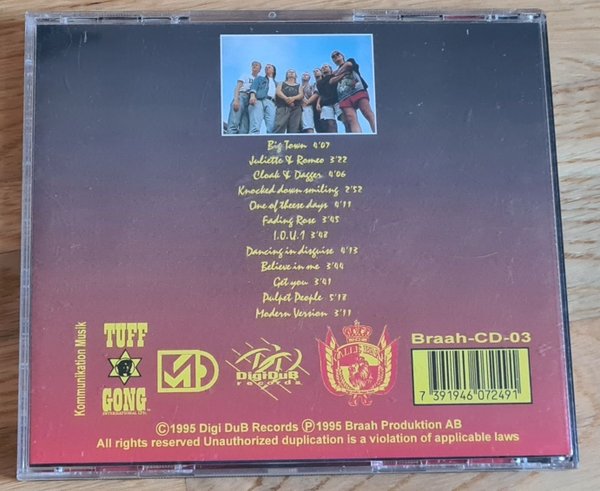 Big Town 4'07
Juliette & Romeo 3'22
Cloak & Dagger 4'06
Knocked down smiling 2'52
One of theese days 4'11
Fading Rose 3'45
I.O.U.1 3'48
Dancing in disguise 4'13
Believe in me 3'44
Get you 3'41
Pulpet People 5'18
Modern Version 3'11
Kommunikation Musik
TUFF
GONG
INTERNATIONAL LTD.
DigiDuB
records
Braah-CD-03
7 391946 072491
©1995 Digi DuB Records ℗1995 Braah Produktion AB
All rights reserved Unauthorized duplication is a violation of applicable laws